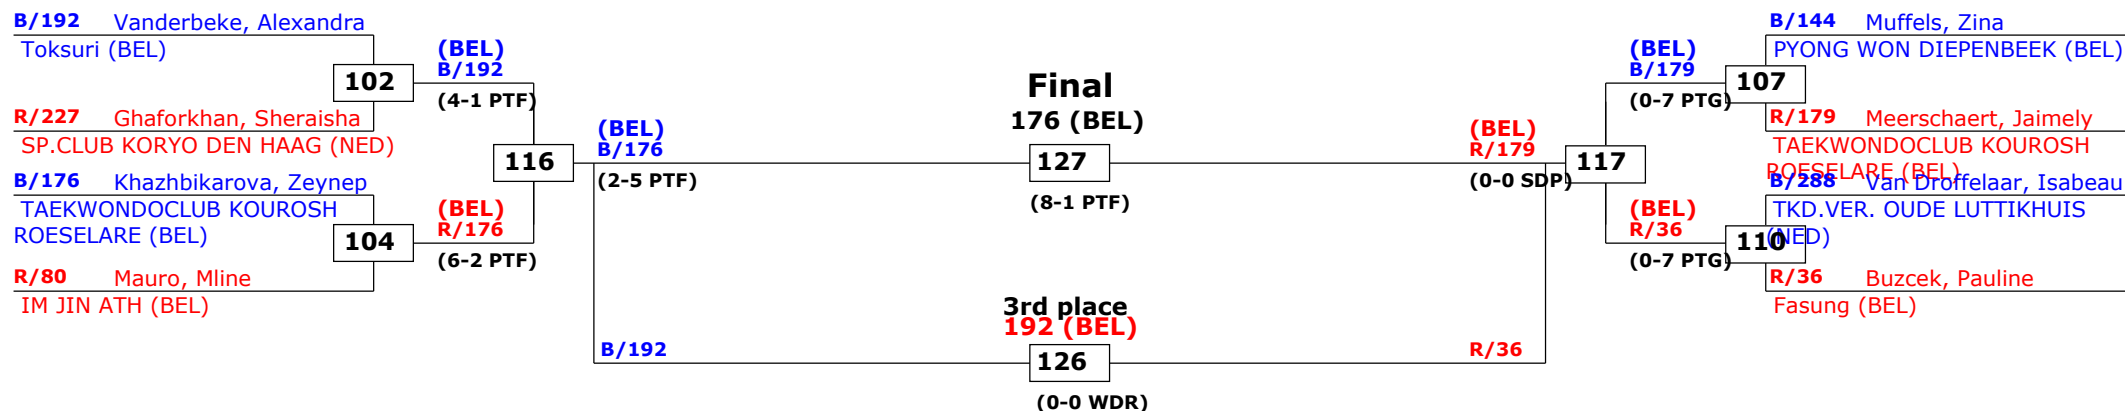 B/192 Vanderbeke, Alexandra
Toksuri (BEL)
R/227 Ghaforkhan, Sheraisha
SP.CLUB KORYO DEN HAAG (NED)
B/176 Khazhbikarova, Zeynep
TAEKWONDOCLUB KOUROSH
ROESELARE (BEL)
R/80 Mauro, Mline
IM JIN ATH (BEL)
102
104
(BEL)
B/192
(4-1 PTF)
(BEL)
R/176
(6-2 PTF)
116
(BEL)
B/176
(2-5 PTF)
B/192
Final
176 (BEL)
127
(8-1 PTF)
3rd place
192 (BEL)
126
(0-0 WDR)
(BEL)
R/179
(0-0 SDP)
R/36
117
(BEL)
B/179
(0-7 PTG)
(BEL)
R/36
(0-7 PTG)
107
110
B/144 Muffels, Zina
PYONG WON DIEPENBEEK (BEL)
R/179 Meerschaert, Jaimely
TAEKWONDOCLUB KOUROSH
ROESELARE (BEL)
B/288 Van Droffelaar, Isabeau
TKD.VER. OUDE LUTTIKHUIS
(NED)
R/36 Buzcek, Pauline
Fasung (BEL)